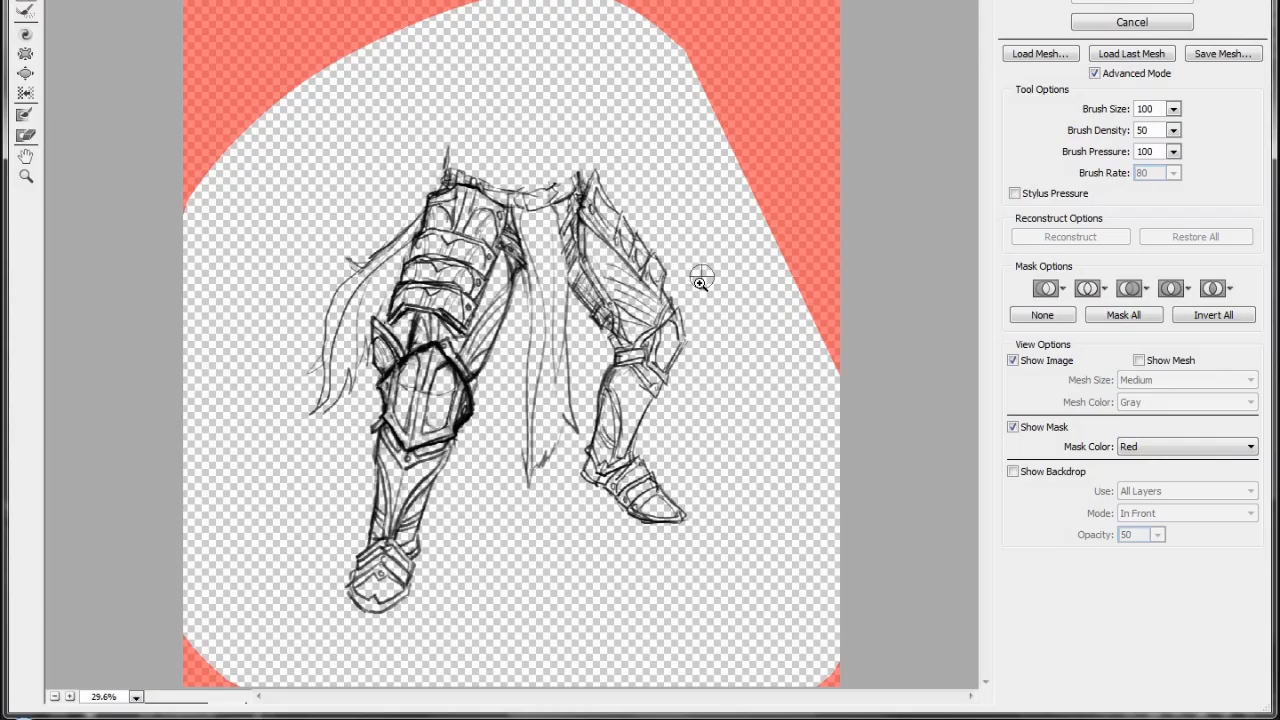 Cancel
Load Mesh... Load Last Mesh Save Mesh...
Advanced Mode
Tool Options
Brush Size: 100
Brush Density: 50
Brush Pressure: 100
Brush Rate: 80
Stylus Pressure
Reconstruct Options
Reconstruct Restore All
Mask Options
None Mask All Invert All
View Options
Show Image Show Mesh
Mesh Size: Medium
Mesh Color: Gray
Show Mask
Mask Color: Red
Show Backdrop
Use: All Layers
Mode: In Front
Opacity: 50
29.6%